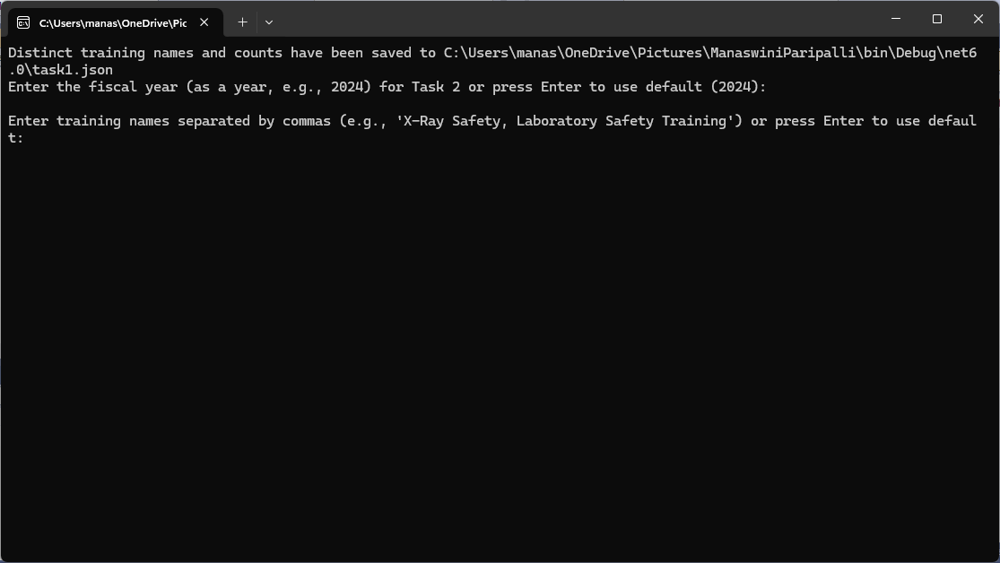 C:\Users\manas\OneDrive\Pic
Distinct training names and counts have been saved to C:\Users\manas\OneDrive\Pictures\ManaswiniParipalli\bin\Debug\net6
.0\task1.json
Enter the fiscal year (as a year, e.g., 2024) for Task 2 or press Enter to use default (2024):
Enter training names separated by commas (e.g., 'X-Ray Safety, Laboratory Safety Training') or press Enter to use defaul
t: